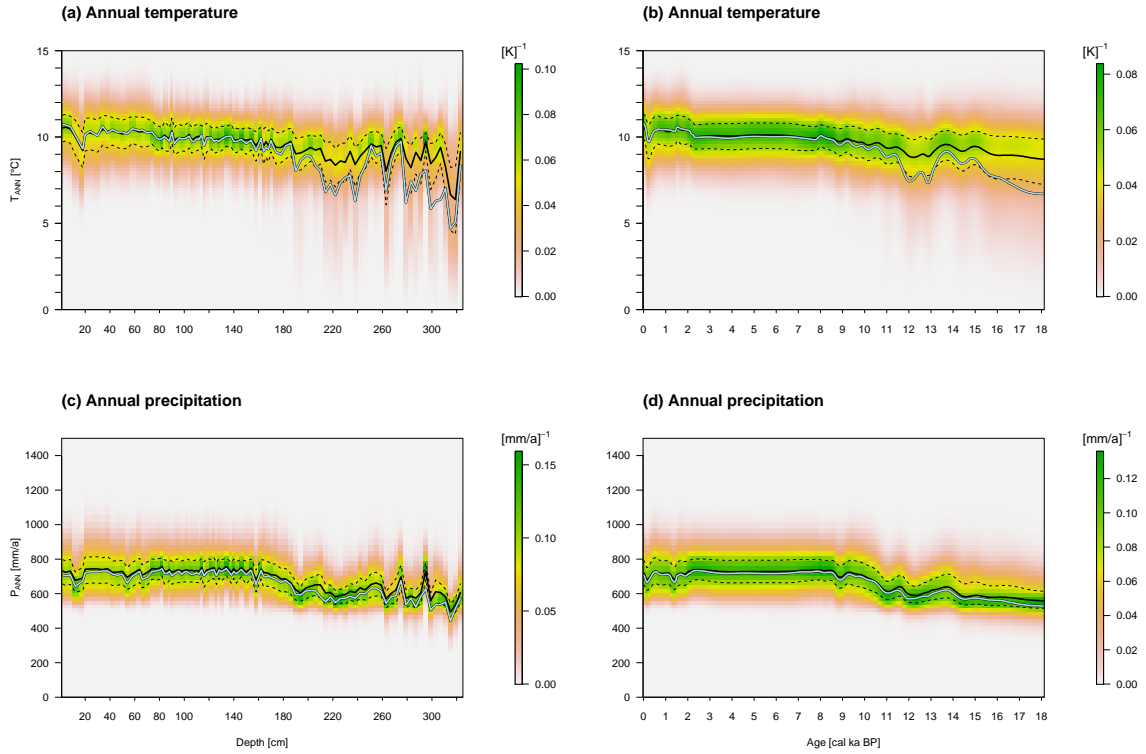 (a) Annual temperature
(b) Annual temperature
[K]⁻¹
[K]⁻¹
15
10
5
0
T_ANN [°C]
20 40 60 80 100 140 180 220 260 300
0.10
0.08
0.06
0.04
0.02
0.00
15
10
5
0
0 1 2 3 4 5 6 7 8 9 10 11 12 13 14 15 16 17 18
0.08
0.06
0.04
0.02
0.00
(c) Annual precipitation
(d) Annual precipitation
[mm/a]⁻¹
[mm/a]⁻¹
1400
1200
1000
800
600
400
200
0
P_ANN [mm/a]
20 40 60 80 100 140 180 220 260 300
Depth [cm]
0.15
0.10
0.05
0.00
1400
1200
1000
800
600
400
200
0
0 1 2 3 4 5 6 7 8 9 10 11 12 13 14 15 16 17 18
Age [cal ka BP]
0.12
0.10
0.08
0.06
0.04
0.02
0.00